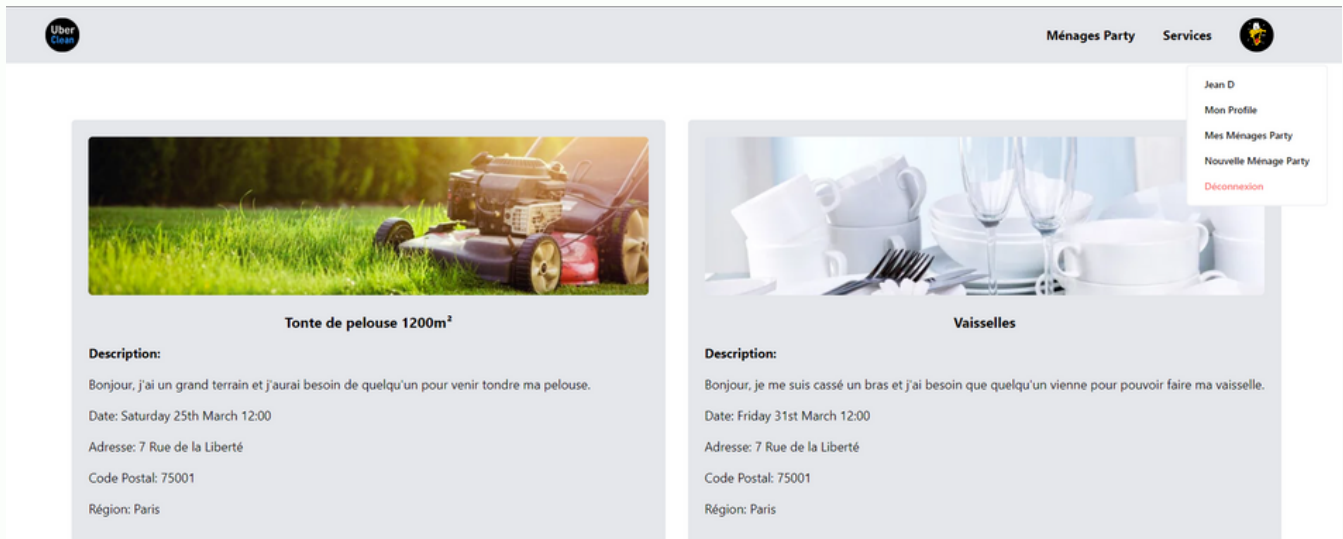 Uber
Clean
Ménages Party
Services
Jean D
Mon Profile
Mes Ménages Party
Nouvelle Ménage Party
Déconnexion
Tonte de pelouse 1200m²
Description:
Bonjour, j'ai un grand terrain et j'aurai besoin de quelqu'un pour venir tondre ma pelouse.
Date: Saturday 25th March 12:00
Adresse: 7 Rue de la Liberté
Code Postal: 75001
Région: Paris
Vaisselles
Description:
Bonjour, je me suis cassé un bras et j'ai besoin que quelqu'un vienne pour pouvoir faire ma vaisselle.
Date: Friday 31st March 12:00
Adresse: 7 Rue de la Liberté
Code Postal: 75001
Région: Paris